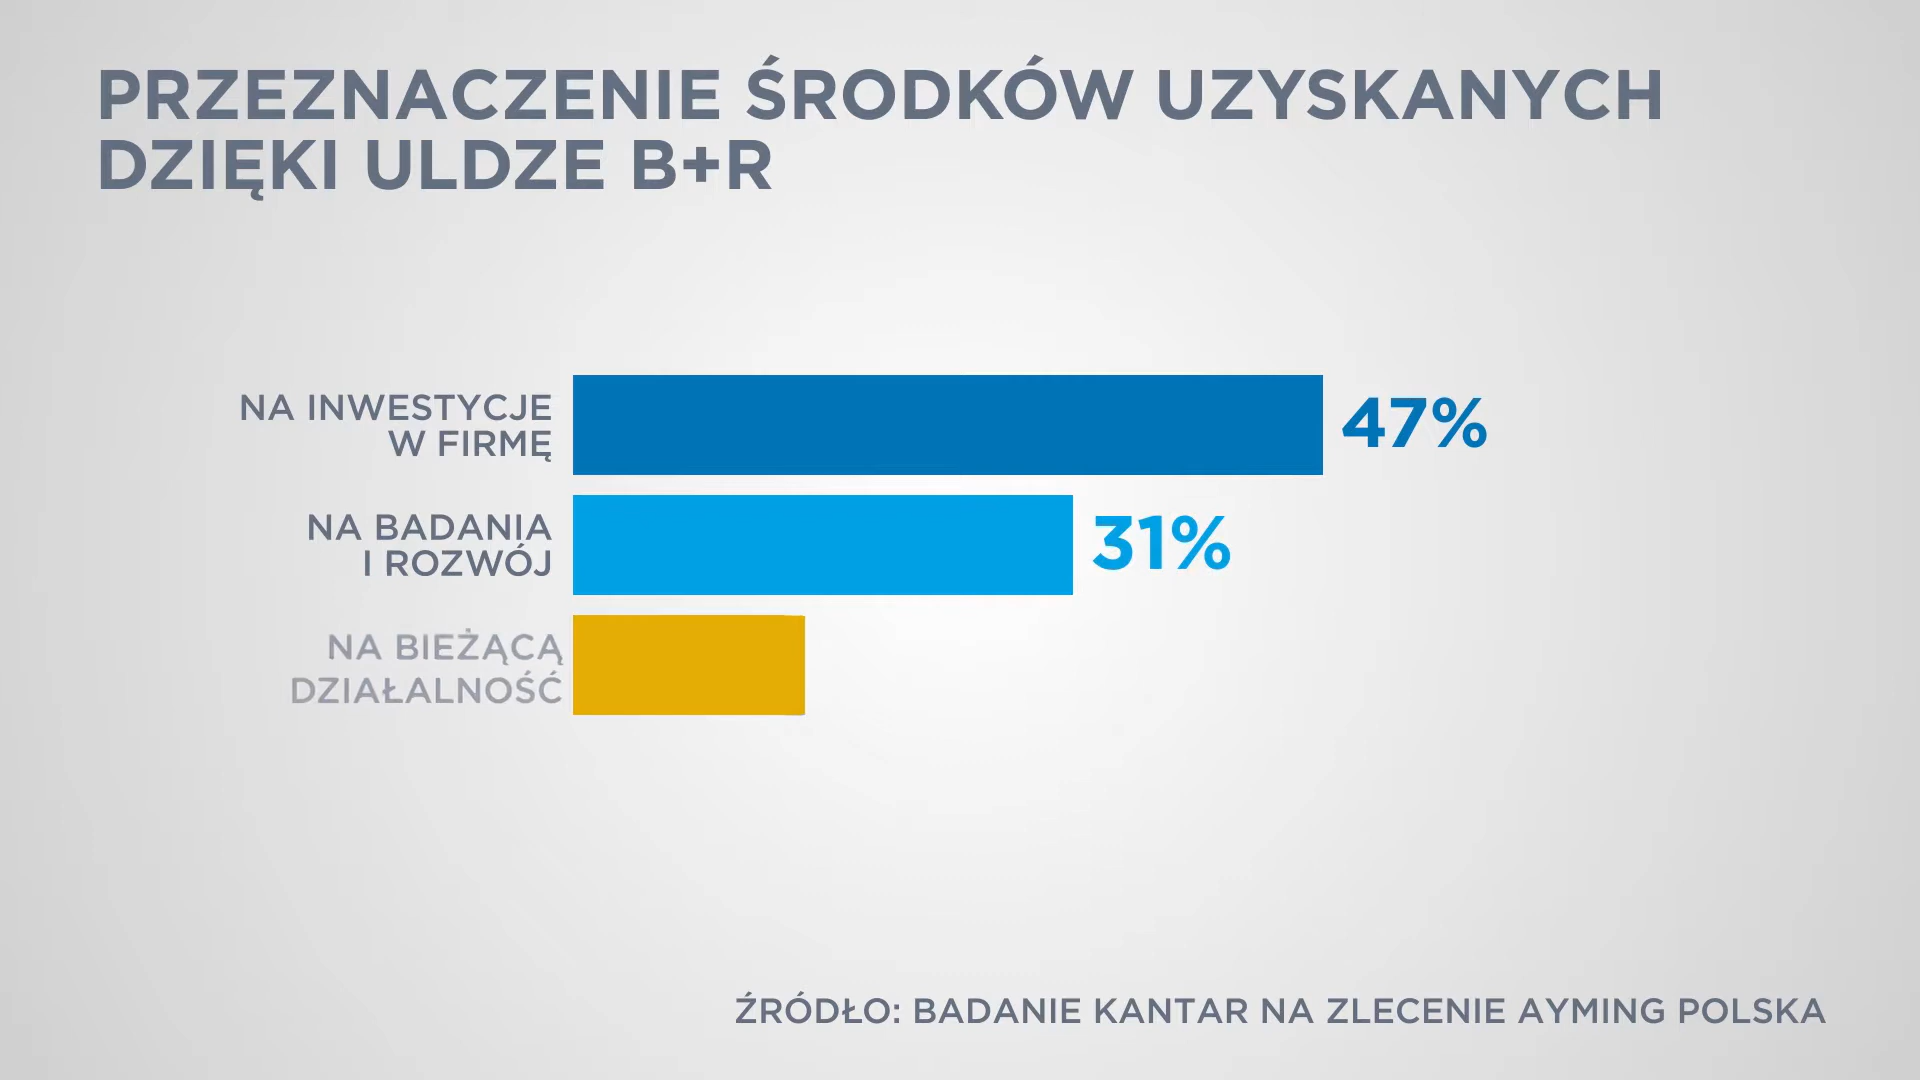 PRZEZNACZENIE ŚRODKÓW UZYSKANYCH
DZIĘKI ULDZE B+R
NA INWESTYCJE
W FIRMĘ
47%
NA BADANIA
I ROZWÓJ
31%
NA BIEŻĄCĄ
DZIAŁALNOŚĆ
ŹRÓDŁO: BADANIE KANTAR NA ZLECENIE AYMING POLSKA